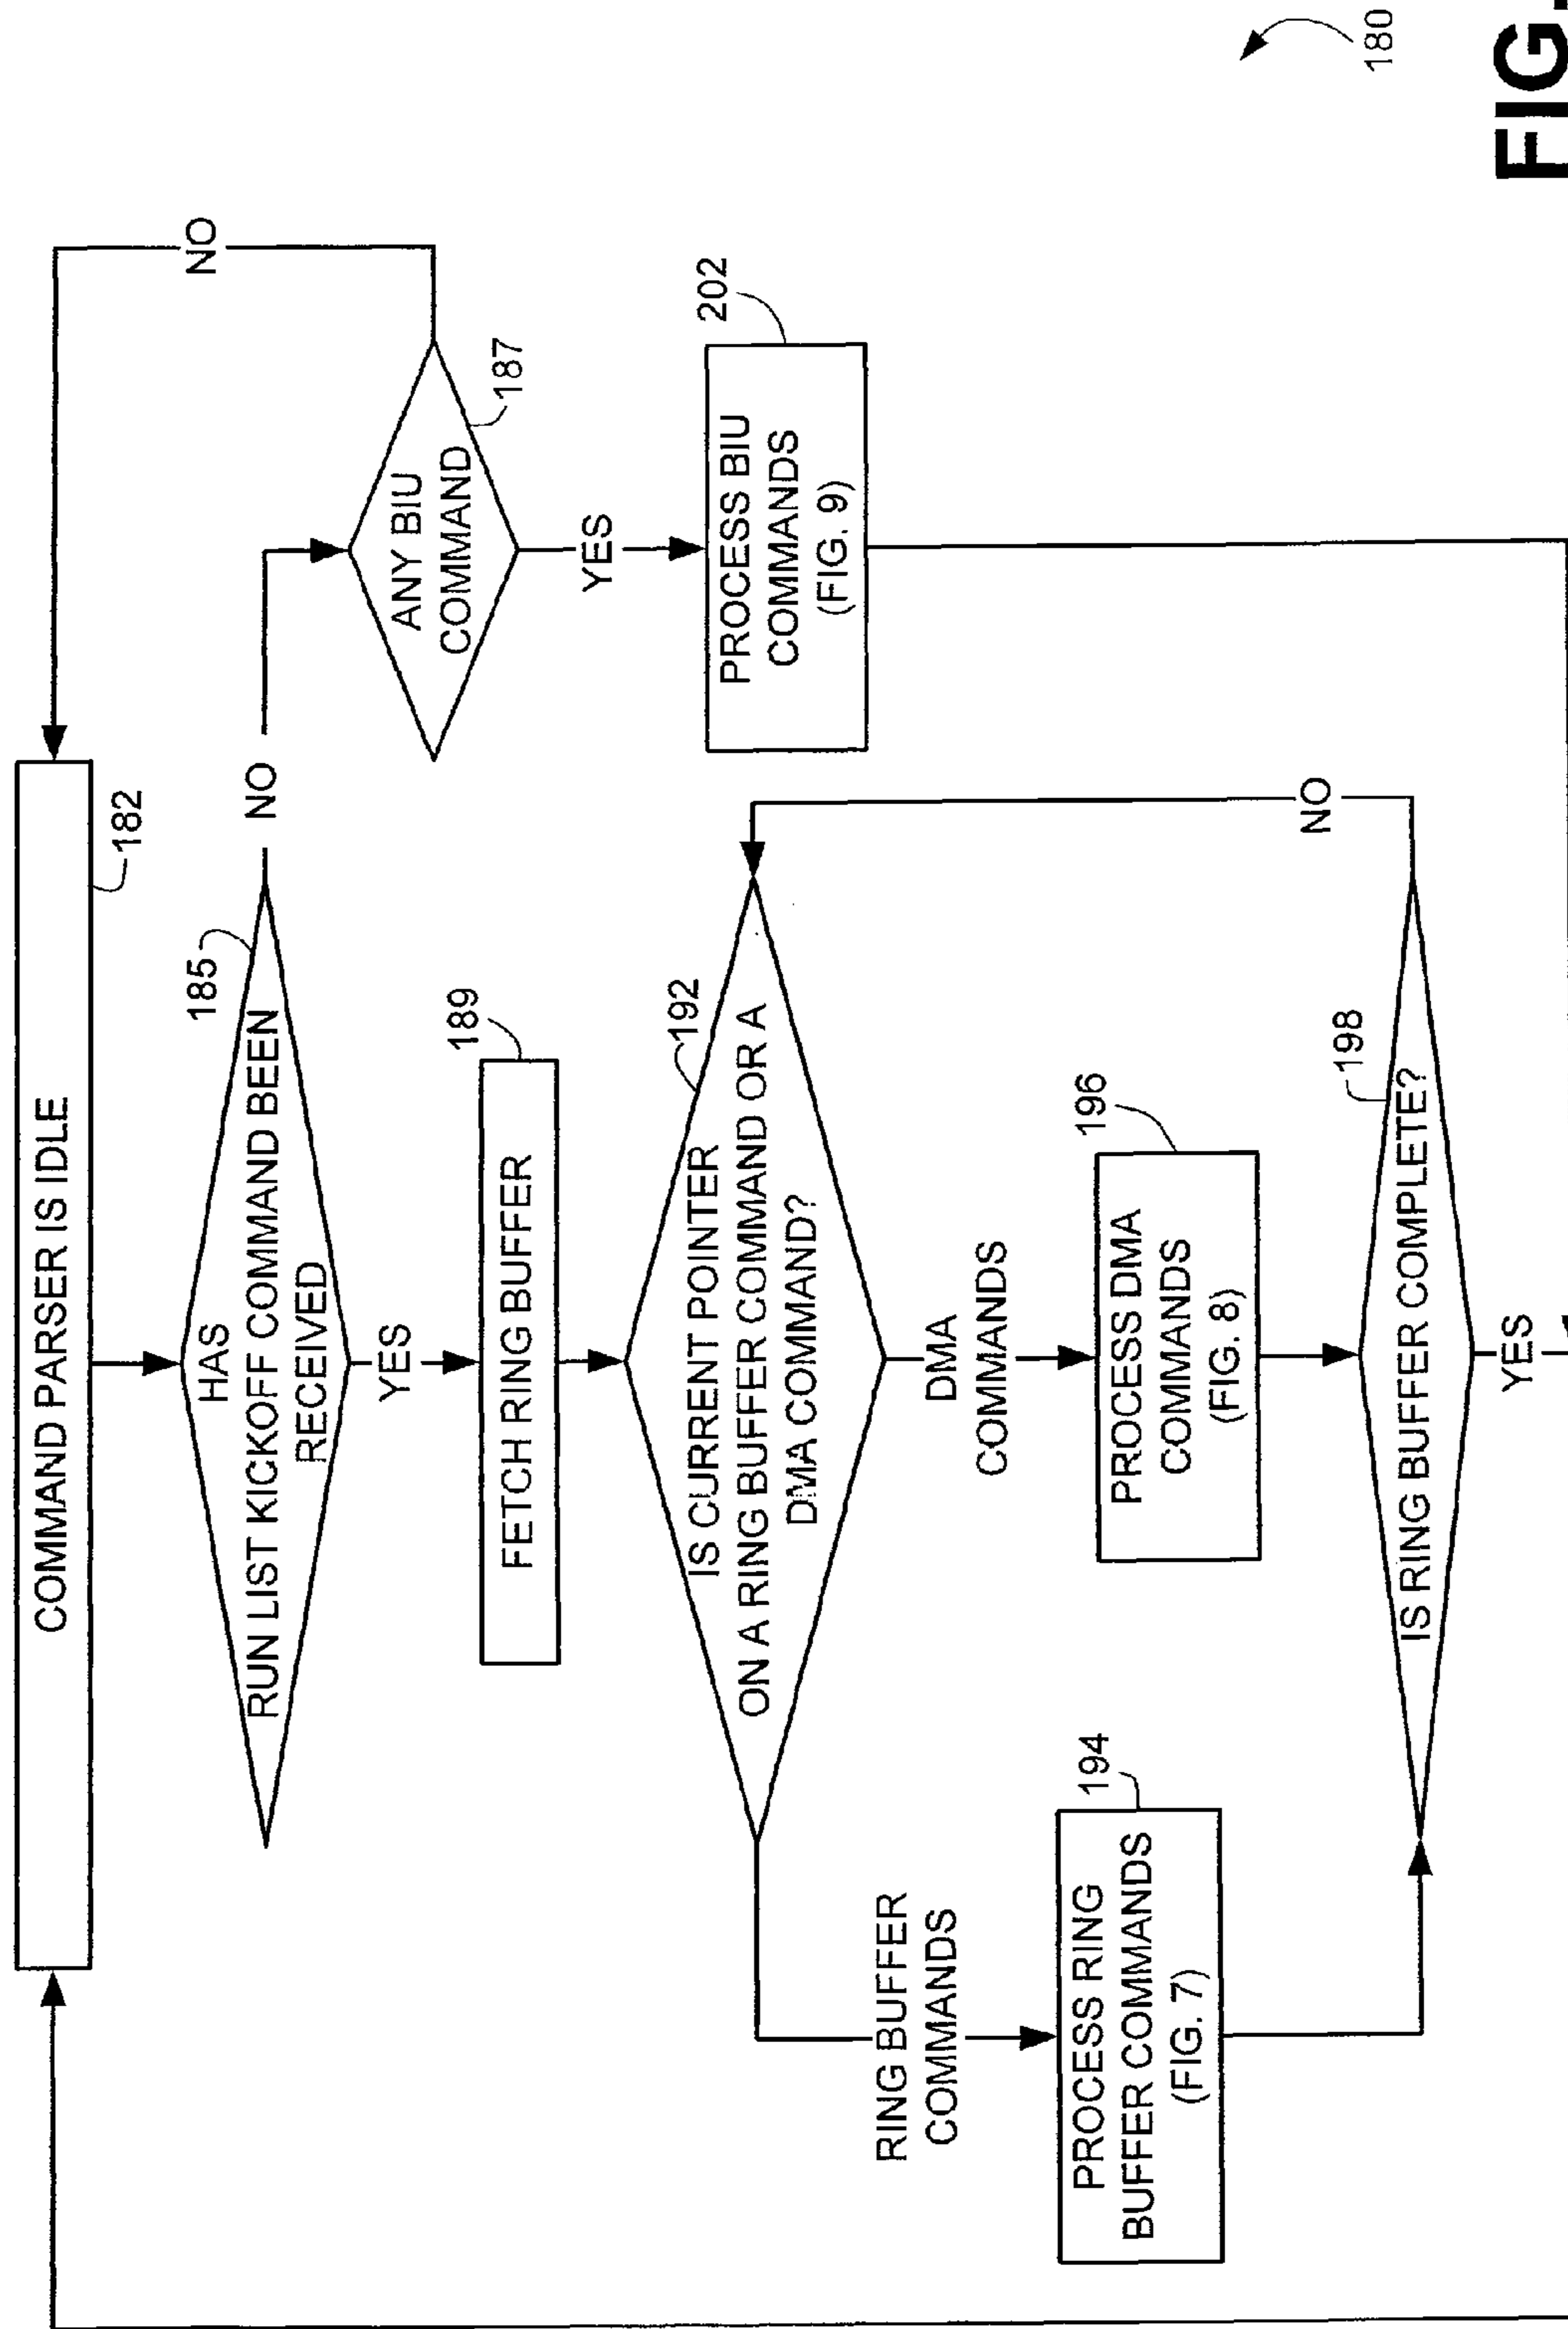 COMMAND PARSER IS IDLE
182
HAS
RUN LIST KICKOFF COMMAND BEEN
RECEIVED
185
NO
YES
ANY BIU
COMMAND
187
NO
YES
FETCH RING BUFFER
189
PROCESS BIU
COMMANDS
(FIG. 9)
202
IS CURRENT POINTER
ON A RING BUFFER COMMAND OR A
DMA COMMAND?
192
RING BUFFER
COMMANDS
DMA
COMMANDS
PROCESS RING
BUFFER COMMANDS
(FIG. 7)
194
PROCESS DMA
COMMANDS
(FIG. 8)
196
IS RING BUFFER COMPLETE?
198
NO
YES
180
FIG.